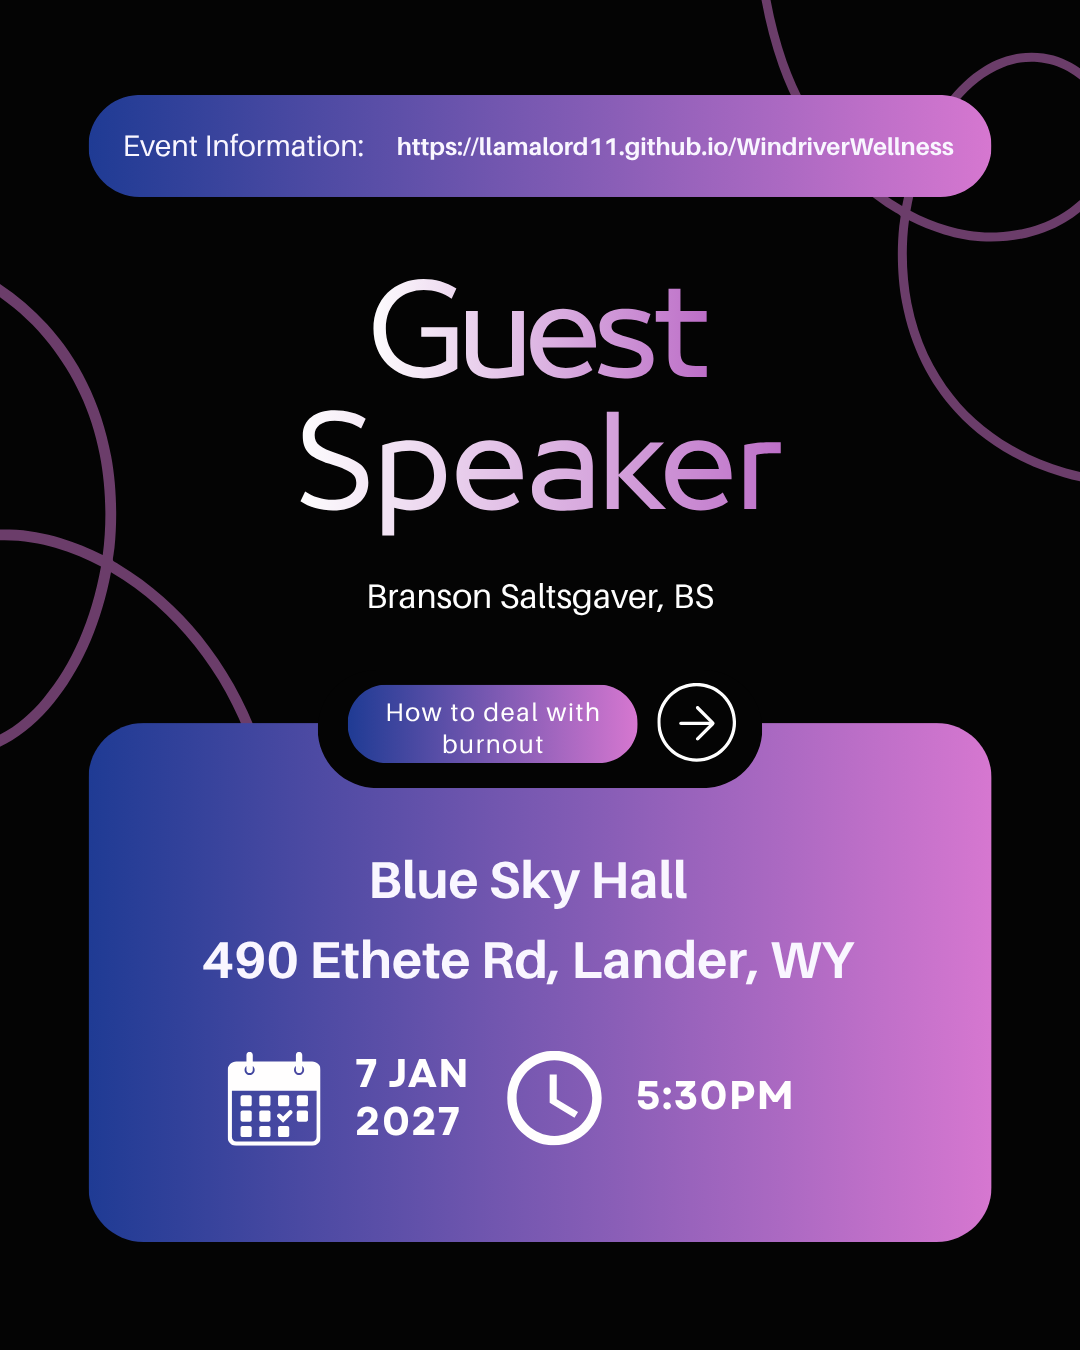 Event Information: https://llamalord11.github.io/WindriverWellness
Guest
Speaker
Branson Saltsgaver, BS
How to deal with
burnout
Blue Sky Hall
490 Ethete Rd, Lander, WY
7 JAN
2027
5:30PM